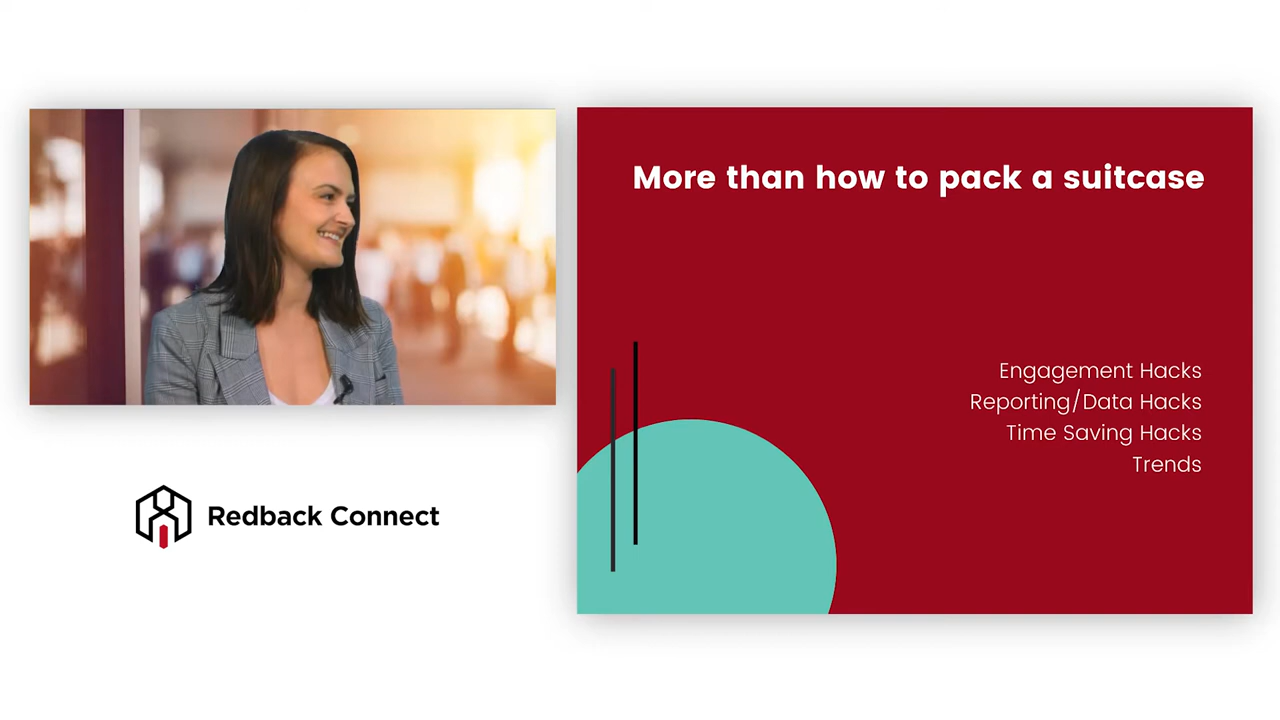 More than how to pack a suitcase
Engagement Hacks
Reporting/Data Hacks
Time Saving Hacks
Trends
Redback Connect